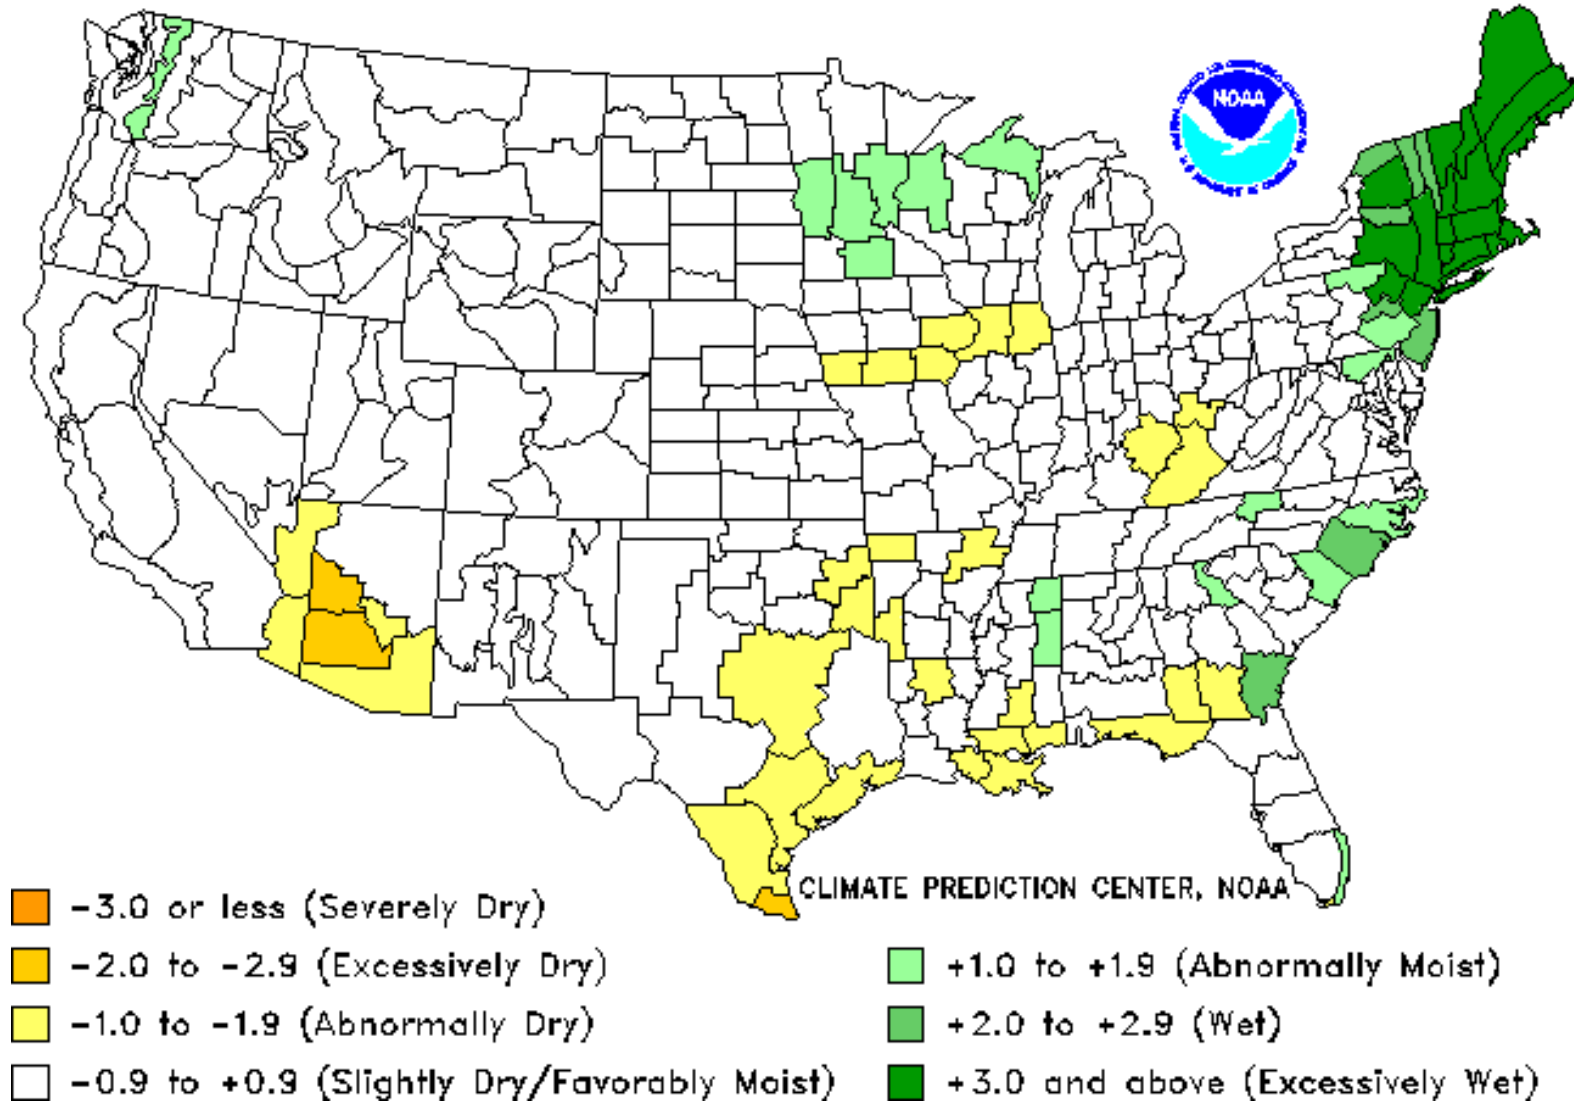 NOAA
CLIMATE PREDICTION CENTER, NOAA
-3.0 or less (Severely Dry)
-2.0 to -2.9 (Excessively Dry)
-1.0 to -1.9 (Abnormally Dry)
-0.9 to +0.9 (Slightly Dry/Favorably Moist)
+1.0 to +1.9 (Abnormally Moist)
+2.0 to +2.9 (Wet)
+3.0 and above (Excessively Wet)